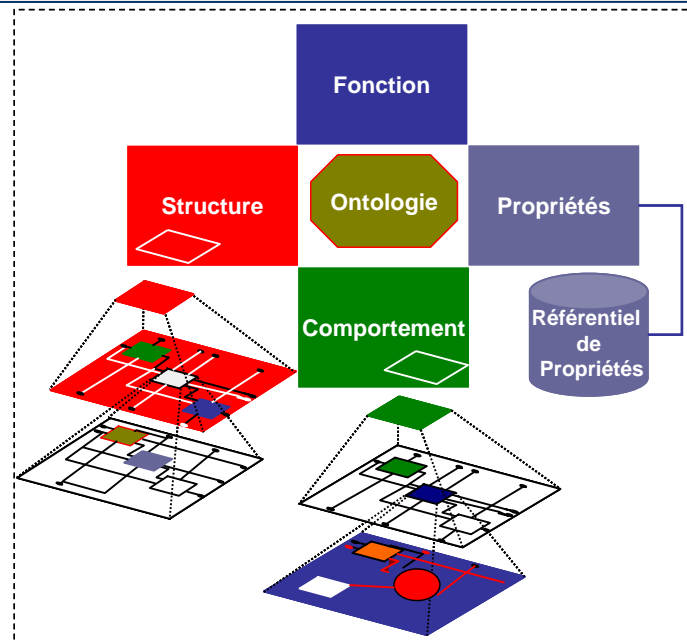 Fonction
Structure
Ontologie
Propriétés
Comportement
Référentiel
de
Propriétés